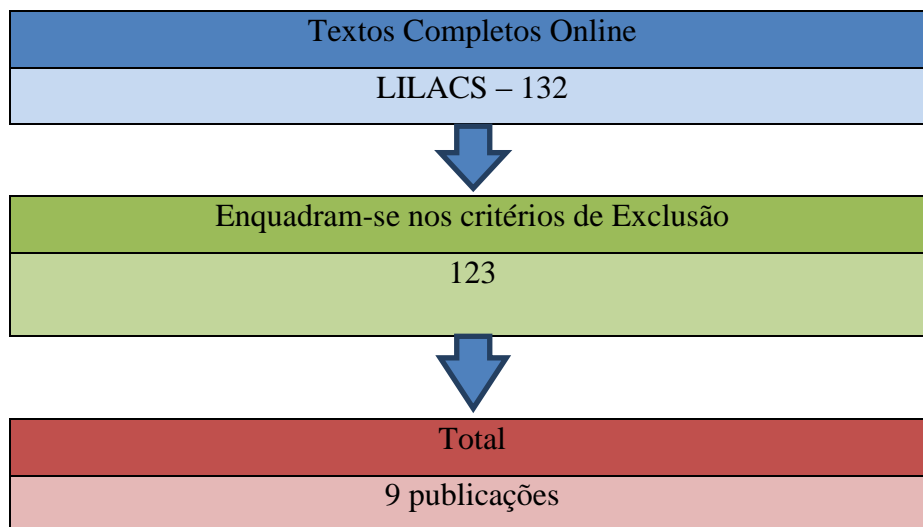 Textos Completos Online
LILACS – 132
Enquadram-se nos critérios de Exclusão
123
Total
9 publicações